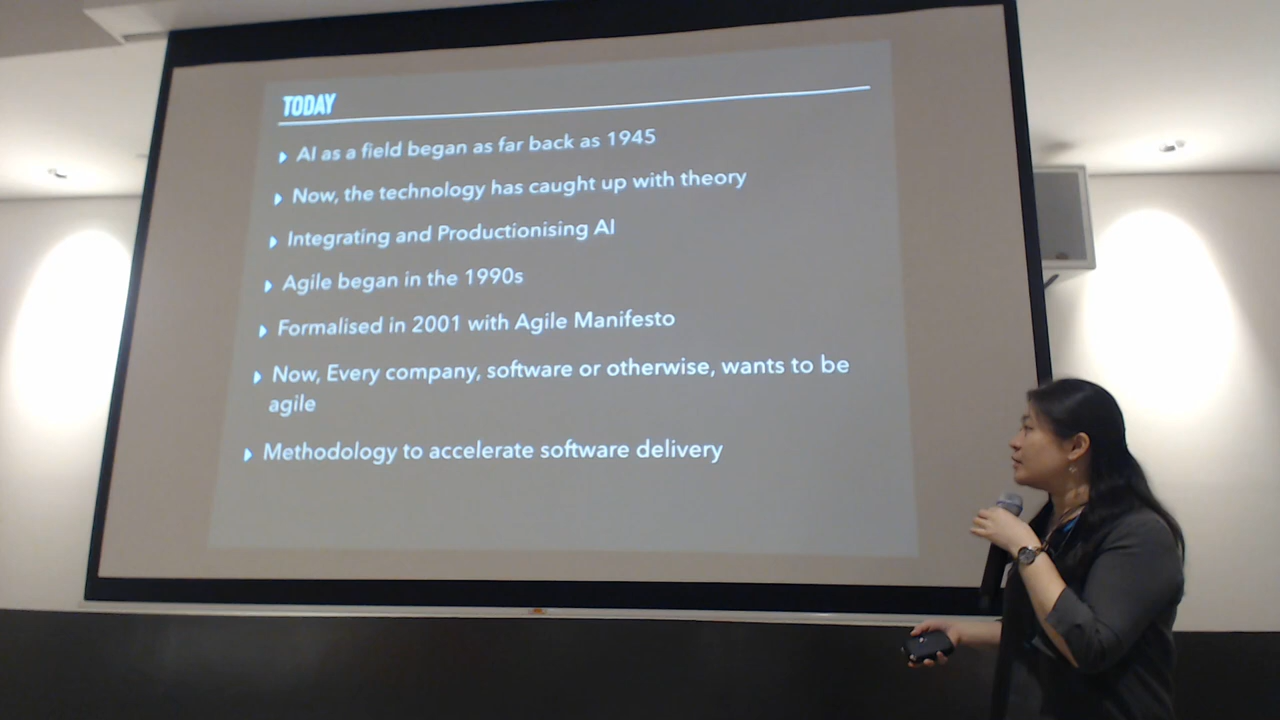 TODAY
AI as a field began as far back as 1945
Now, the technology has caught up with theory
Integrating and Productionising AI
Agile began in the 1990s
Formalised in 2001 with Agile Manifesto
Now, Every company, software or otherwise, wants to be
agile
Methodology to accelerate software delivery